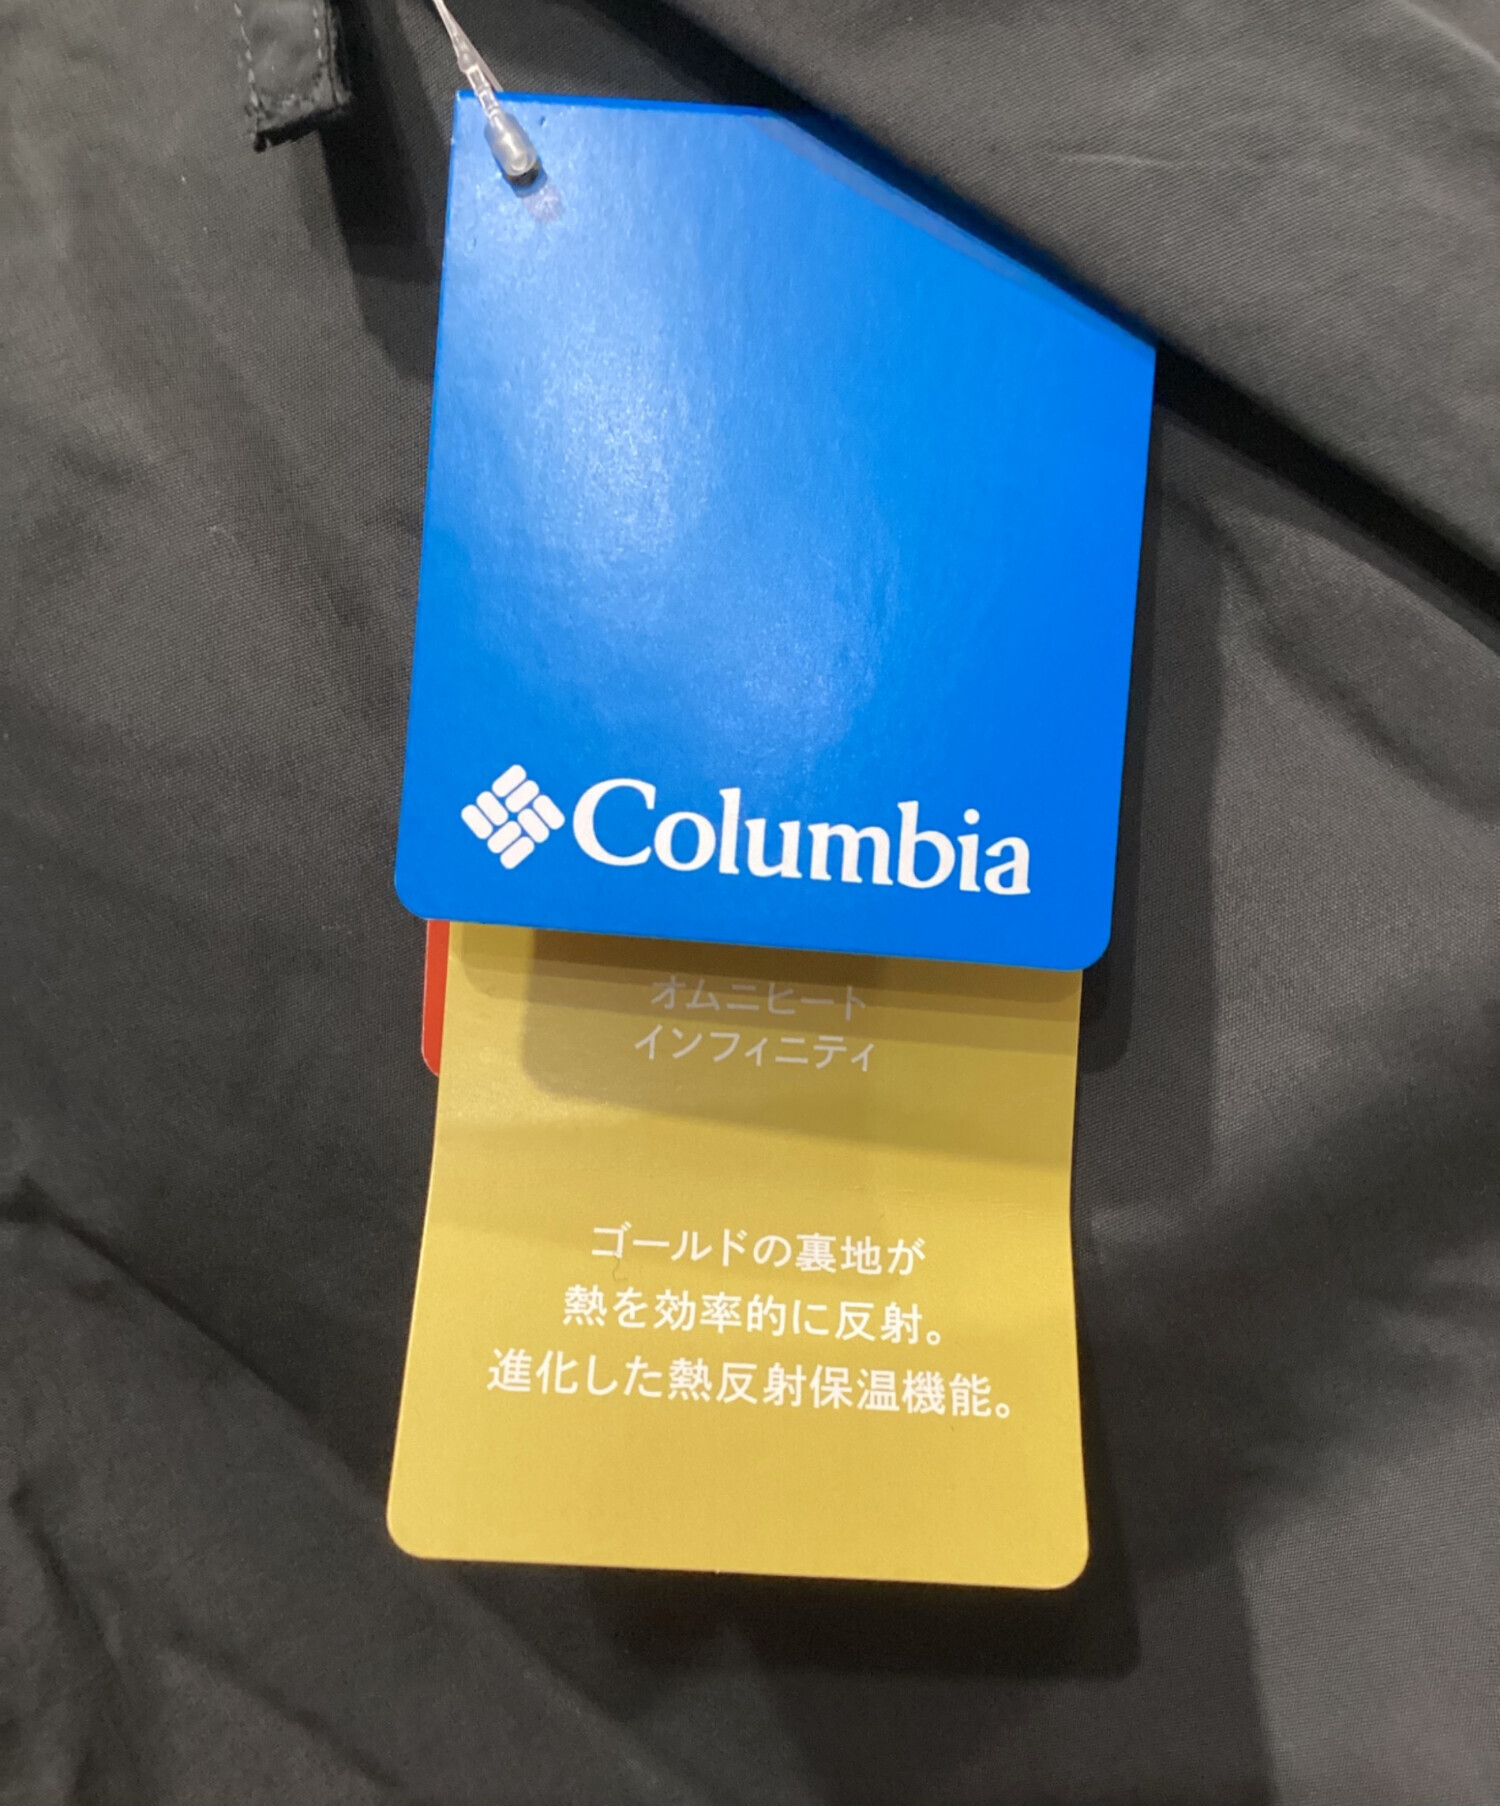 Columbia
オムニヒート
インフィニティ
ゴールドの裏地が
熱を効率的に反射。
進化した熱反射保温機能。